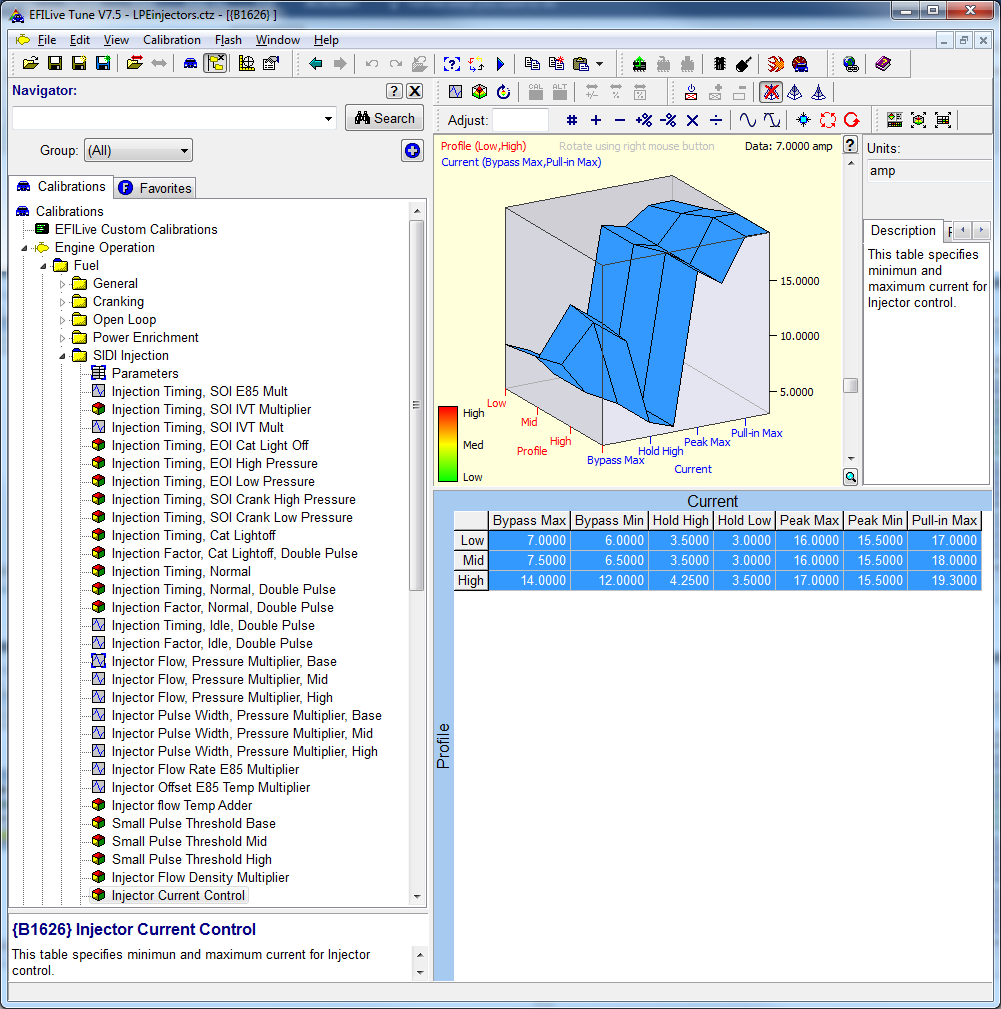 EFILive Tune V7.5 - LPEinjectors.ctz - [{B1626} ]
File Edit View Calibration Flash Window Help
Navigator:
?
X
Search
Group:
(All)
Calibrations
F Favorites
Calibrations
EFILive Custom Calibrations
Engine Operation
Fuel
General
Cranking
Open Loop
Power Enrichment
SIDI Injection
Parameters
Injection Timing, SOI E85 Mult
Injection Timing, SOI IVT Multiplier
Injection Timing, SOI IVT Mult
Injection Timing, EOI Cat Light Off
Injection Timing, EOI High Pressure
Injection Timing, EOI Low Pressure
Injection Timing, SOI Crank High Pressure
Injection Timing, SOI Crank Low Pressure
Injection Timing, Cat Lightoff
Injection Factor, Cat Lightoff, Double Pulse
Injection Timing, Normal
Injection Timing, Normal, Double Pulse
Injection Factor, Normal, Double Pulse
Injection Timing, Idle, Double Pulse
Injection Factor, Idle, Double Pulse
Injector Flow, Pressure Multiplier, Base
Injector Flow, Pressure Multiplier, Mid
Injector Flow, Pressure Multiplier, High
Injector Pulse Width, Pressure Multiplier, Base
Injector Pulse Width, Pressure Multiplier, Mid
Injector Pulse Width, Pressure Multiplier, High
Injector Flow Rate E85 Multiplier
Injector Offset E85 Temp Multiplier
Injector flow Temp Adder
Small Pulse Threshold Base
Small Pulse Threshold Mid
Small Pulse Threshold High
Injector Flow Density Multiplier
Injector Current Control
{B1626} Injector Current Control
This table specifies minimun and maximum current for Injector
control.
CAL ALT
Adjust:
# + − +% -% × ÷
Profile (Low,High)
Rotate using right mouse button
Data: 7.0000 amp
?
Current (Bypass Max,Pull-in Max)
15.0000
10.0000
5.0000
Low
Mid
High
Profile
Bypass Max
Hold High
Peak Max
Pull-in Max
Current
High
Med
Low
Units:
amp
Description
This table specifies
minimun and
maximum current for
Injector control.
Current
Bypass Max Bypass Min Hold High Hold Low Peak Max Peak Min Pull-in Max
Low 7.0000 6.0000 3.5000 3.0000 16.0000 15.5000 17.0000
Mid 7.5000 6.5000 3.5000 3.0000 16.0000 15.5000 18.0000
High 14.0000 12.0000 4.2500 3.5000 17.0000 15.5000 19.3000
Profile